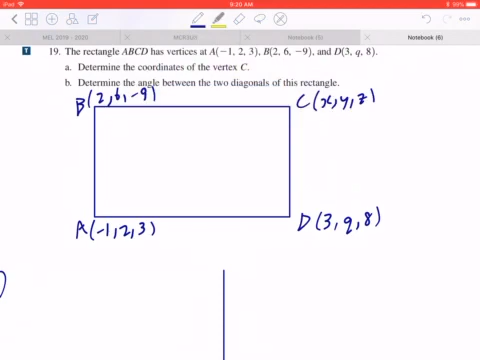 iPad
9:20 AM
89%
MEL 2019 - 2020
MCR3U/I
Notebook (5)
Notebook (6)
T 19. The rectangle ABCD has vertices at A(−1, 2, 3), B(2, 6, −9), and D(3, q, 8).
a. Determine the coordinates of the vertex C.
b. Determine the angle between the two diagonals of this rectangle.
B(2,6,-9)
C(x,y,z)
A(-1,2,3)
D(3,q,8)